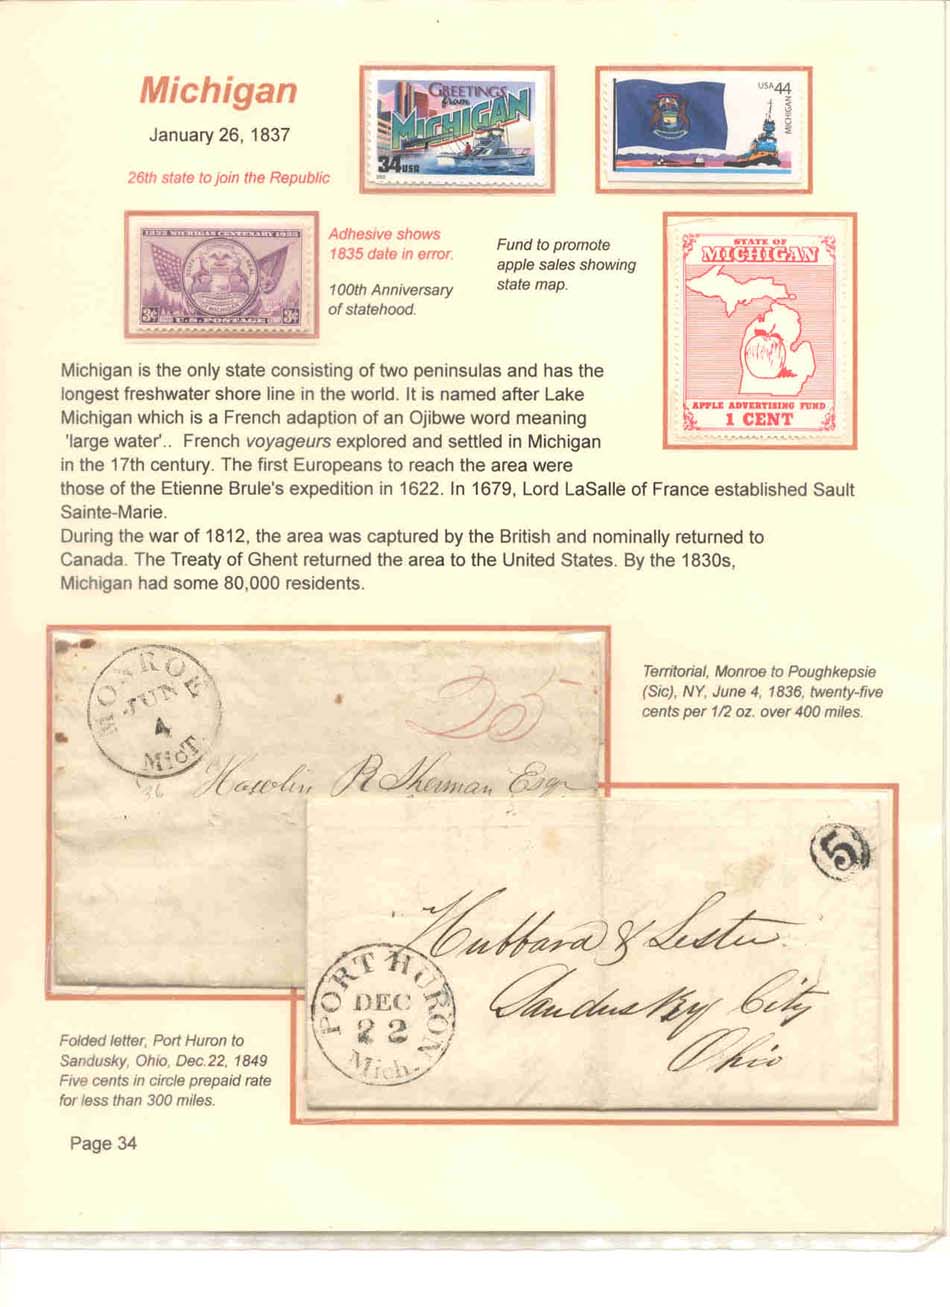 Michigan
January 26, 1837
26th state to join the Republic
GREETINGS
from
MICHIGAN
34 USA
USA 44
MICHIGAN
1835 MICHIGAN CENTENARY 1935
3¢ U.S. POSTAGE 3¢
Adhesive shows
1835 date in error.
100th Anniversary
of statehood.
Fund to promote
apple sales showing
state map.
STATE OF
MICHIGAN
APPLE ADVERTISING FUND
1 CENT
Michigan is the only state consisting of two peninsulas and has the
longest freshwater shore line in the world. It is named after Lake
Michigan which is a French adaption of an Ojibwe word meaning
'large water'.. French voyageurs explored and settled in Michigan
in the 17th century. The first Europeans to reach the area were
those of the Etienne Brule's expedition in 1622. In 1679, Lord LaSalle of France established Sault
Sainte-Marie.
During the war of 1812, the area was captured by the British and nominally returned to
Canada. The Treaty of Ghent returned the area to the United States. By the 1830s,
Michigan had some 80,000 residents.
MONROE
JUN
4
MicT.
36
25
R Sherman Esqr
Territorial, Monroe to Poughkepsie
(Sic), NY, June 4, 1836, twenty-five
cents per 1/2 oz. over 400 miles.
5
Hubbard & Lester
Sandusky City
Ohio
PORT HURON
DEC
22
Mich.
Folded letter, Port Huron to
Sandusky, Ohio, Dec.22, 1849
Five cents in circle prepaid rate
for less than 300 miles.
Page 34